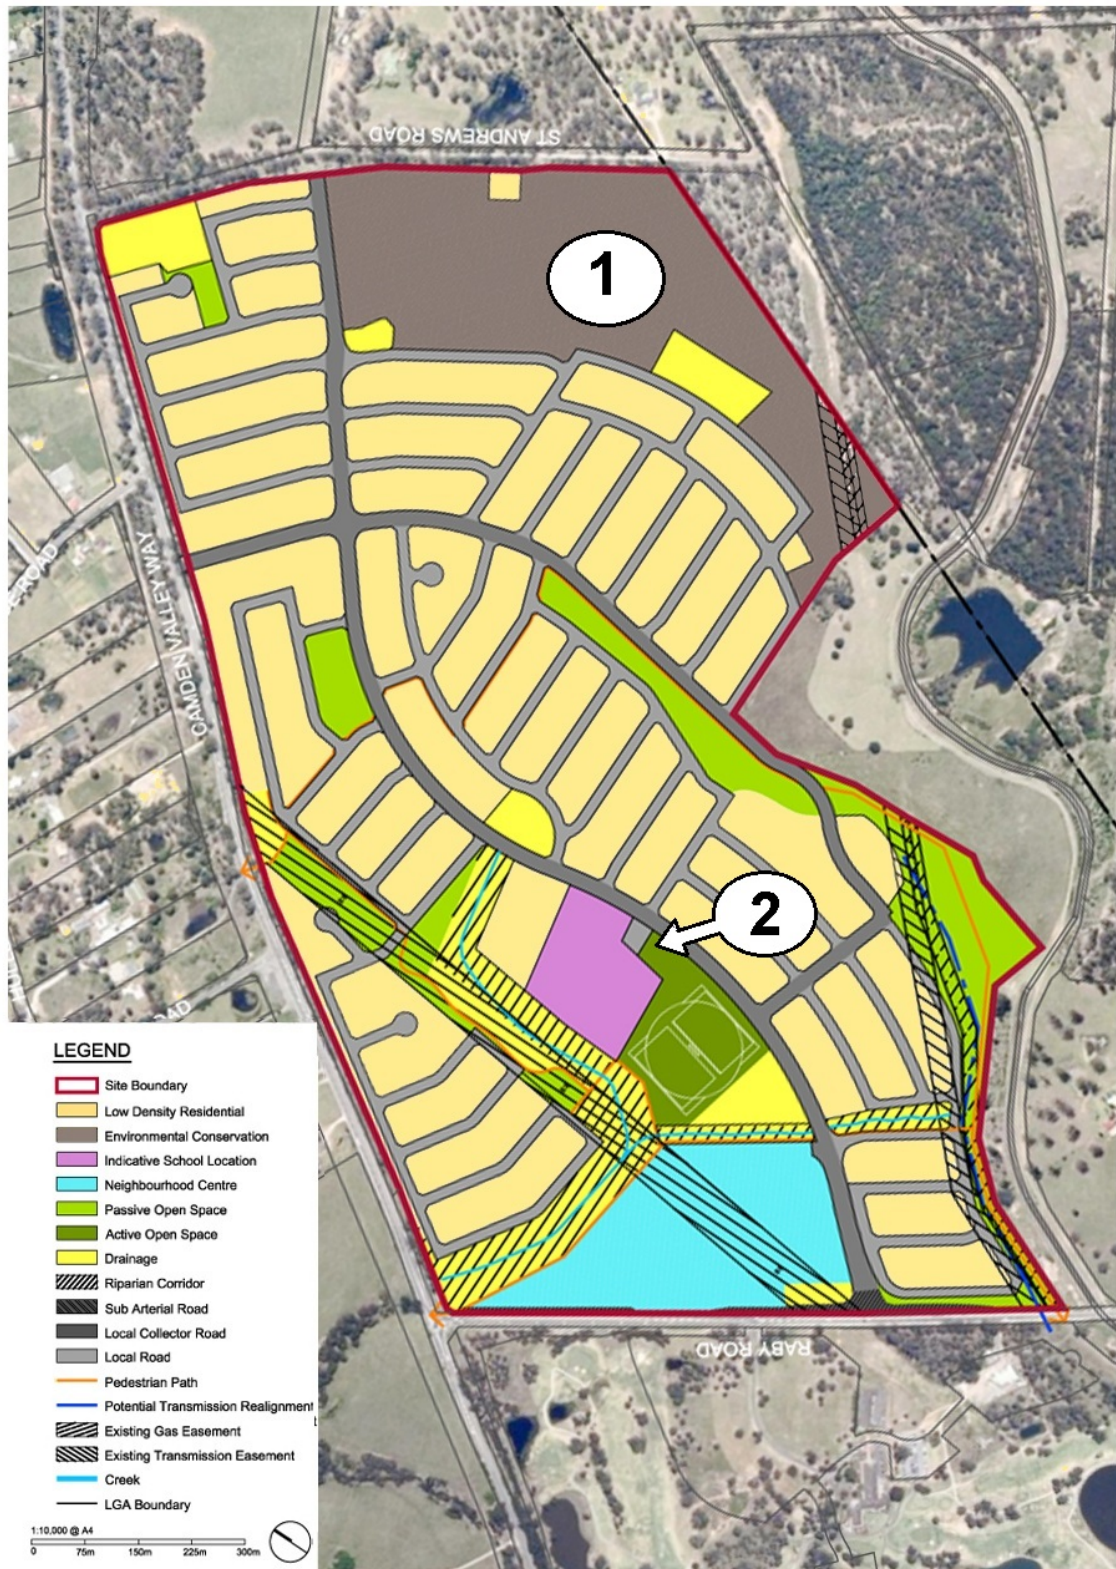 ST ANDREWS ROAD
1
ROAD
CAMDEN VALLEY WAY
2
ROAD
RABY ROAD
LEGEND
Site Boundary
Low Density Residential
Environmental Conservation
Indicative School Location
Neighbourhood Centre
Passive Open Space
Active Open Space
Drainage
Riparian Corridor
Sub Arterial Road
Local Collector Road
Local Road
Pedestrian Path
Potential Transmission Realignment
Existing Gas Easement
Existing Transmission Easement
Creek
LGA Boundary
1:10,000 @ A4
0 75m 150m 225m 300m